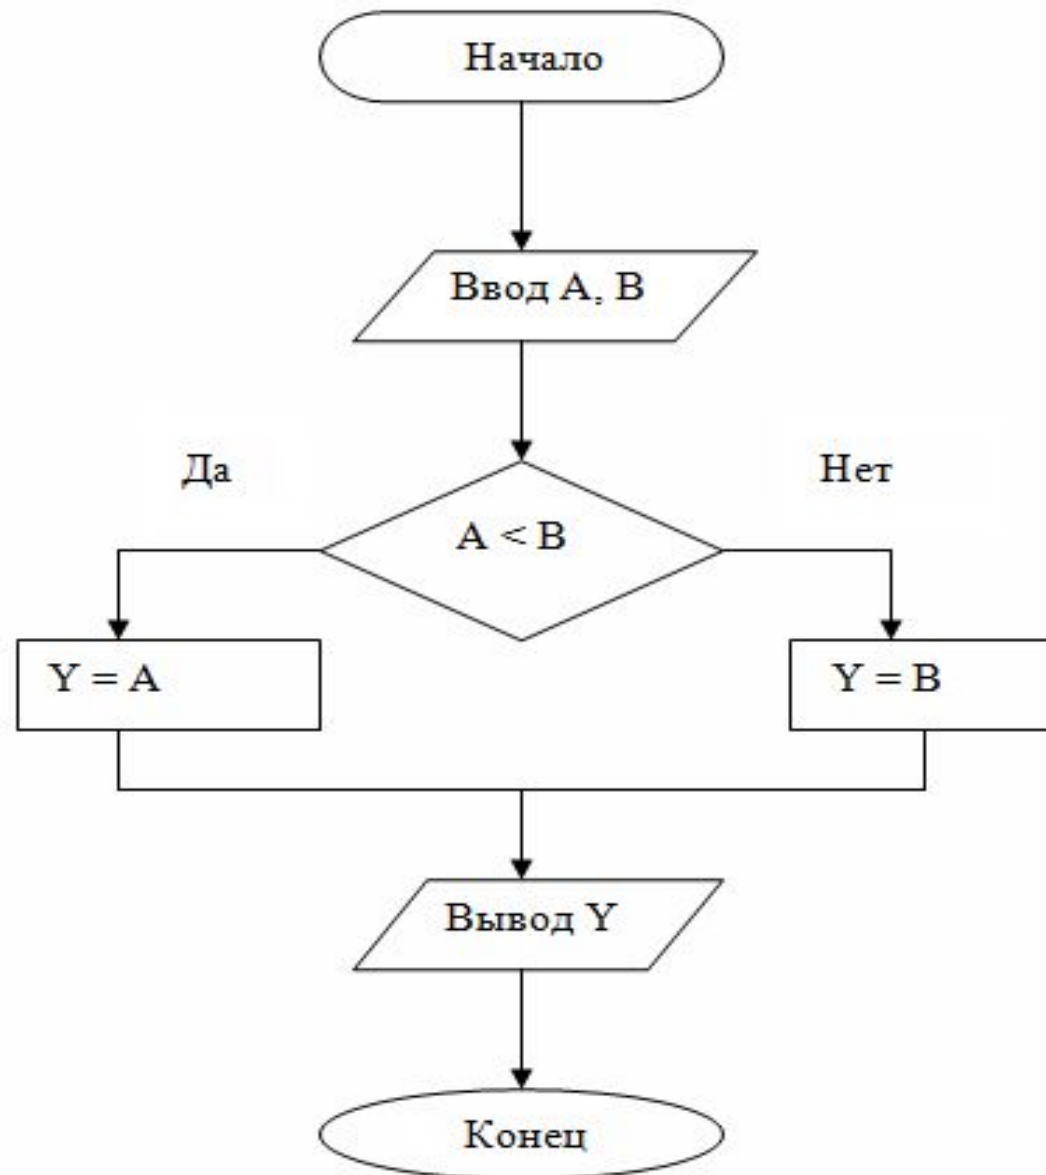 Начало
Ввод A, B
Да
Нет
A < B
Y = A
Y = B
Вывод Y
Конец